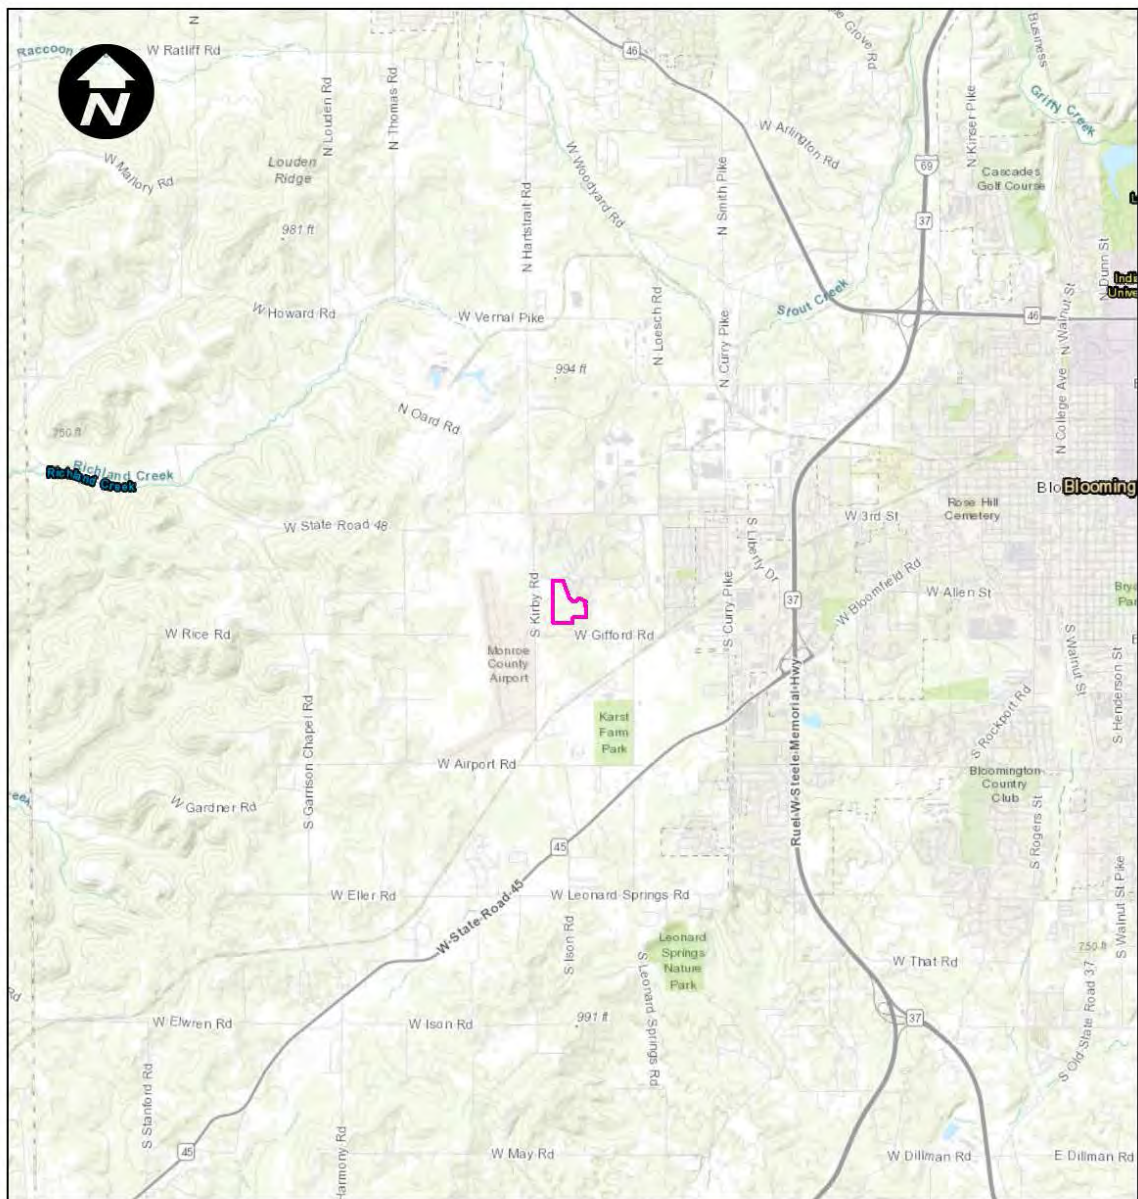 N
46
Grove Rd
Business
Raccoon
W Ratliff Rd
N
N Louden Rd
N Thomas Rd
W Woodyard Rd
W Arlington Rd
N Kinser Pike
Griffy Creek
W Mallory Rd
Louden
Ridge
69
Cascades
Golf Course
N Hartstrait Rd
N Smith Pike
37
981 ft
N Dunn St
W Howard Rd
W Vernal Pike
N Loesch Rd
Stout Creek
46
N Walnut St
N Curry Pike
994 ft
N College Ave
N Oard Rd
750 ft
Richland Creek
Richland Creek
Blo
Blooming
W State Road 48
S Liberty Dr
W 3rd St
Rose Hill
Cemetery
S Kirby Rd
S Curry Pike
37
W Bloomfield Rd
W Allen St
W Rice Rd
W Gifford Rd
S Walnut St
S Henderson St
Monroe
County
Airport
Ruel W Steele Memorial Hwy
S Rockport Rd
S Garrison Chapel Rd
Karst
Farm
Park
W Airport Rd
Bloomington
Country
Club
W Gardner Rd
S Rogers St
45
W Eller Rd
W Leonard Springs Rd
S Walnut St Pike
W State Road 45
S Ison Rd
Leonard
Springs
Nature
Park
750 ft
W That Rd
S Leonard Springs Rd
Rd
W Elwren Rd
W Ison Rd
991 ft
37
S Old State Road 37
S Stanford Rd
45
Harmony Rd
W May Rd
W Dillman Rd
E Dillman Rd